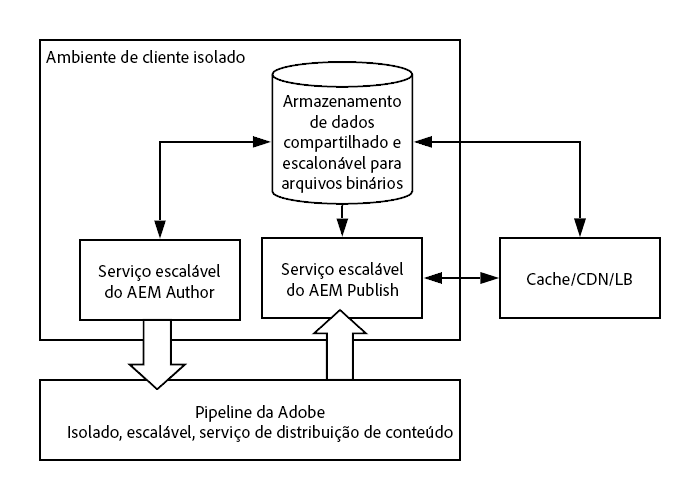 Ambiente de cliente isolado
Armazenamento
de dados
compartilhado e
escalonável para
arquivos binários
Serviço escalável
do AEM Author
Serviço escalável
do AEM Publish
Cache/CDN/LB
Pipeline da Adobe
Isolado, escalável, serviço de distribuição de conteúdo